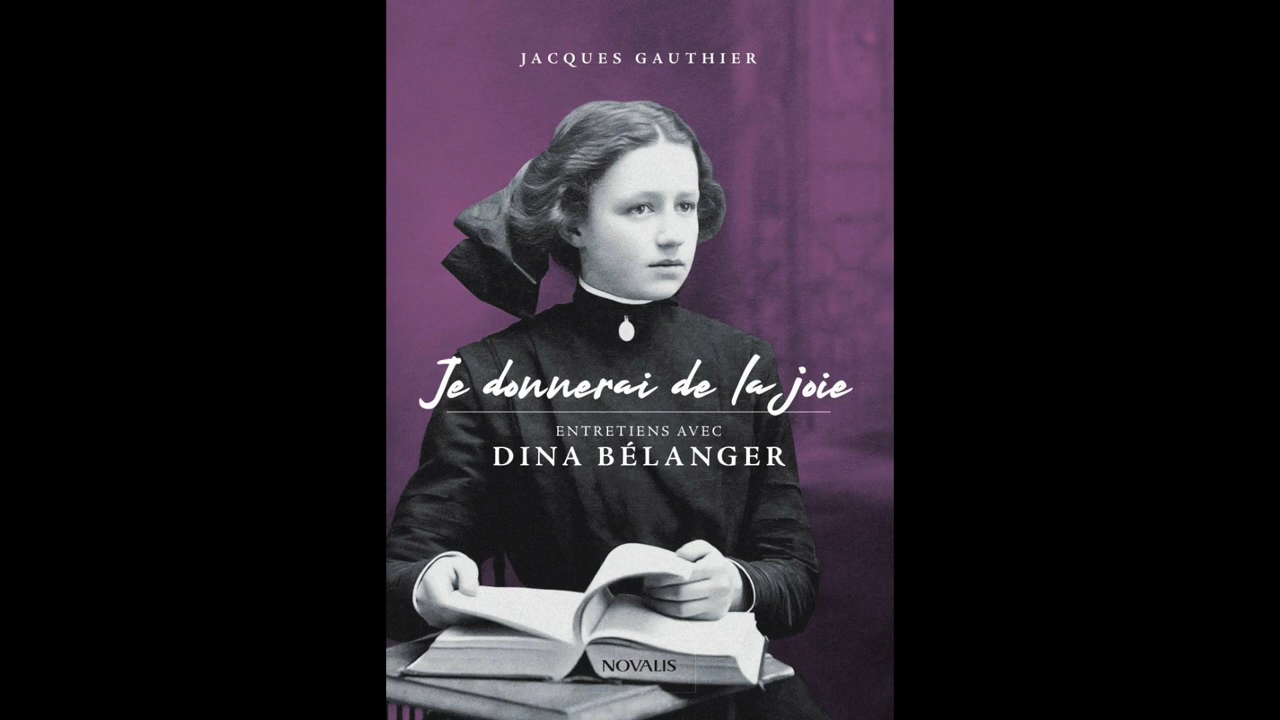 JACQUES GAUTHIER
Je donnerai de la joie
ENTRETIENS AVEC
DINA BÉLANGER
NOVALIS